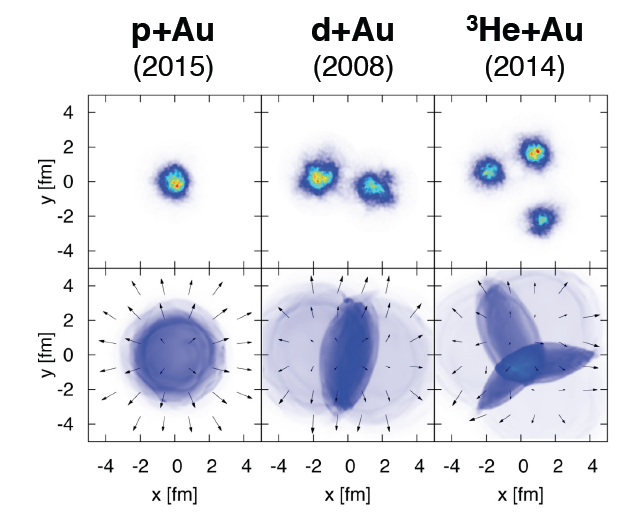 p+Au d+Au ³He+Au
(2015) (2008) (2014)
4
2
0
-2
-4
y [fm]
4
2
0
-2
-4
y [fm]
-4 -2 0 2 4 -4 -2 0 2 4 -4 -2 0 2 4
x [fm] x [fm] x [fm]